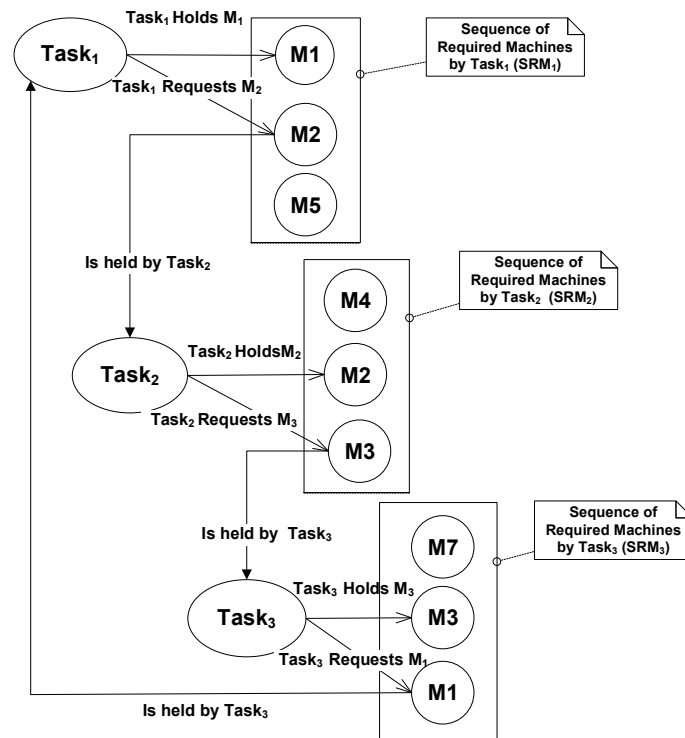 Task₁ Holds M₁
Task₁
M1
Sequence of
Required Machines
by Task₁ (SRM₁)
Task₁ Requests M₂
M2
M5
Is held by Task₂
Sequence of
Required Machines
by Task₂ (SRM₂)
M4
Task₂ HoldsM₂
Task₂
M2
Task₂ Requests M₃
M3
Sequence of
Required Machines
by Task₃ (SRM₃)
Is held by Task₃
M7
Task₃ Holds M₃
Task₃
M3
Task₃ Requests M₁
M1
Is held by Task₃